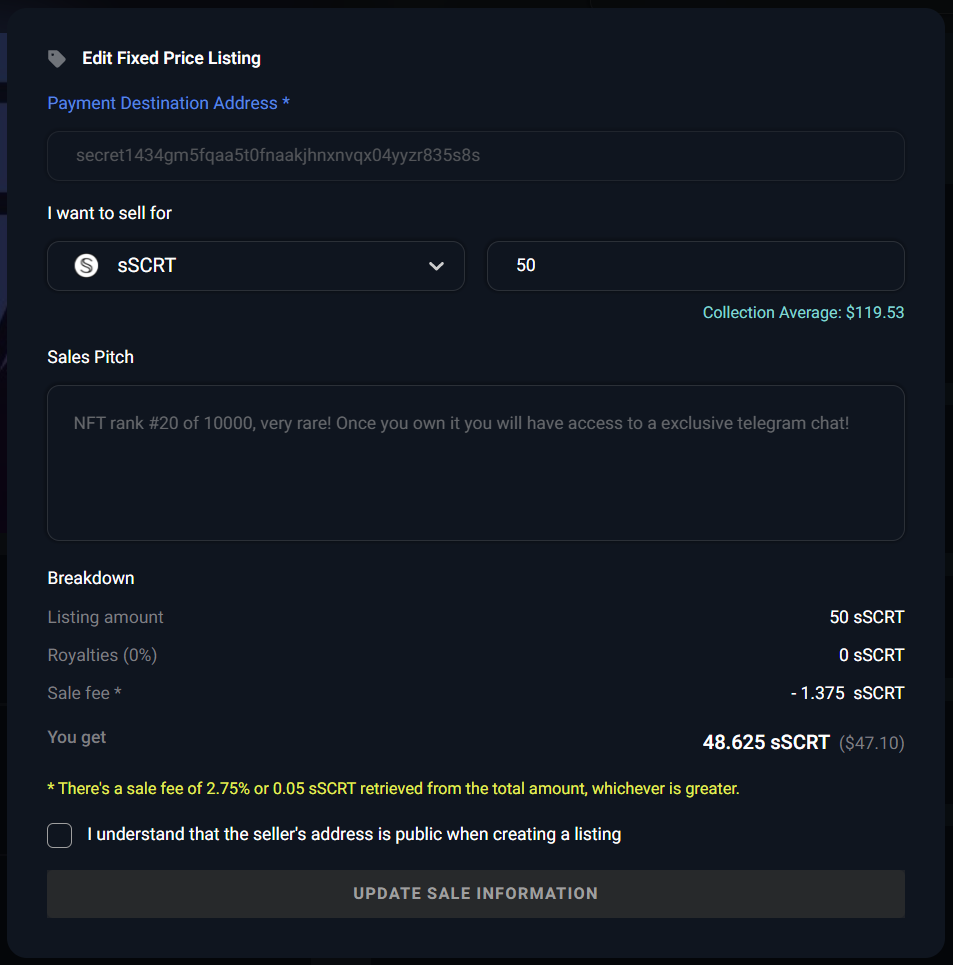 Edit Fixed Price Listing
Payment Destination Address *
secret1434gm5fqaa5t0fnaakjhnxnvqx04yyzr835s8s
I want to sell for
sSCRT
50
Collection Average: $119.53
Sales Pitch
NFT rank #20 of 10000, very rare! Once you own it you will have access to a exclusive telegram chat!
Breakdown
Listing amount 50 sSCRT
Royalties (0%) 0 sSCRT
Sale fee * - 1.375 sSCRT
You get 48.625 sSCRT ($47.10)
* There's a sale fee of 2.75% or 0.05 sSCRT retrieved from the total amount, whichever is greater.
I understand that the seller's address is public when creating a listing
UPDATE SALE INFORMATION